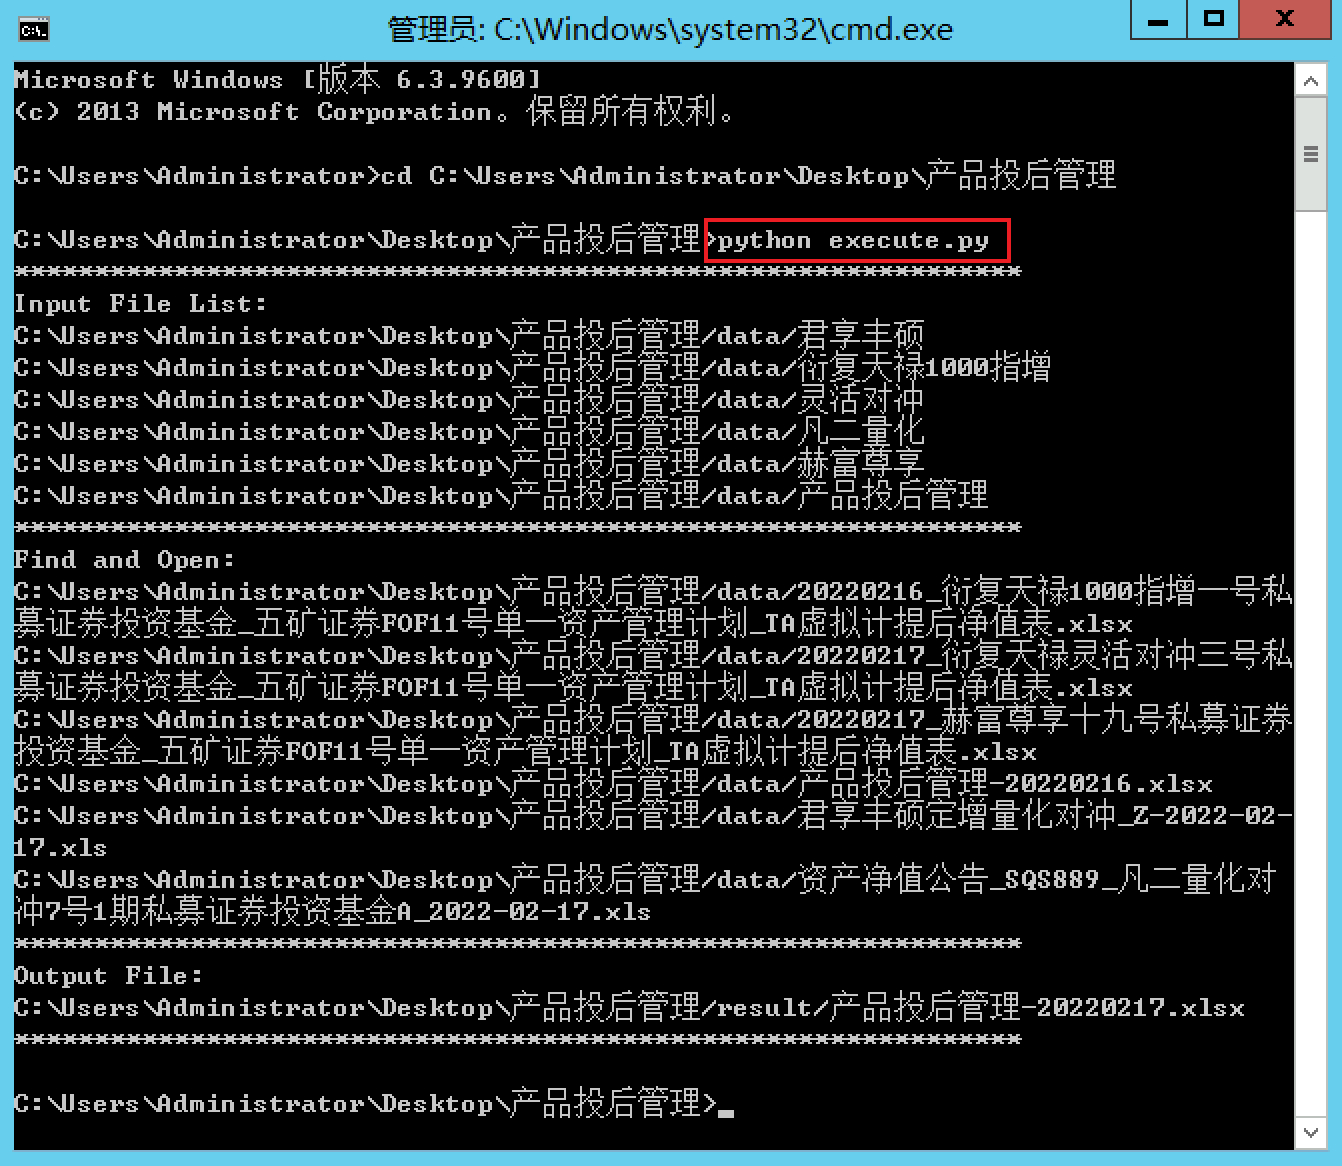 管理员: C:\Windows\system32\cmd.exe
Microsoft Windows [版本 6.3.9600]
(c) 2013 Microsoft Corporation。保留所有权利。
C:\Users\Administrator>cd C:\Users\Administrator\Desktop\产品投后管理
C:\Users\Administrator\Desktop\产品投后管理>python execute.py
***************************************************************
Input File List:
C:\Users\Administrator\Desktop\产品投后管理/data/君享丰硕
C:\Users\Administrator\Desktop\产品投后管理/data/衍复天禄1000指增
C:\Users\Administrator\Desktop\产品投后管理/data/灵活对冲
C:\Users\Administrator\Desktop\产品投后管理/data/凡二量化
C:\Users\Administrator\Desktop\产品投后管理/data/赫富尊享
C:\Users\Administrator\Desktop\产品投后管理/data/产品投后管理
***************************************************************
Find and Open:
C:\Users\Administrator\Desktop\产品投后管理/data/20220216_衍复天禄1000指增一号私
募证券投资基金_五矿证券FOF11号单一资产管理计划_TA虚拟计提后净值表.xlsx
C:\Users\Administrator\Desktop\产品投后管理/data/20220217_衍复天禄灵活对冲三号私
募证券投资基金_五矿证券FOF11号单一资产管理计划_TA虚拟计提后净值表.xlsx
C:\Users\Administrator\Desktop\产品投后管理/data/20220217_赫富尊享十九号私募证券
投资基金_五矿证券FOF11号单一资产管理计划_TA虚拟计提后净值表.xlsx
C:\Users\Administrator\Desktop\产品投后管理/data/产品投后管理-20220216.xlsx
C:\Users\Administrator\Desktop\产品投后管理/data/君享丰硕定增量化对冲_Z-2022-02-
17.xls
C:\Users\Administrator\Desktop\产品投后管理/data/资产净值公告_SQS889_凡二量化对
冲7号1期私募证券投资基金A_2022-02-17.xls
***************************************************************
Output File:
C:\Users\Administrator\Desktop\产品投后管理/result/产品投后管理-20220217.xlsx
***************************************************************
C:\Users\Administrator\Desktop\产品投后管理>_